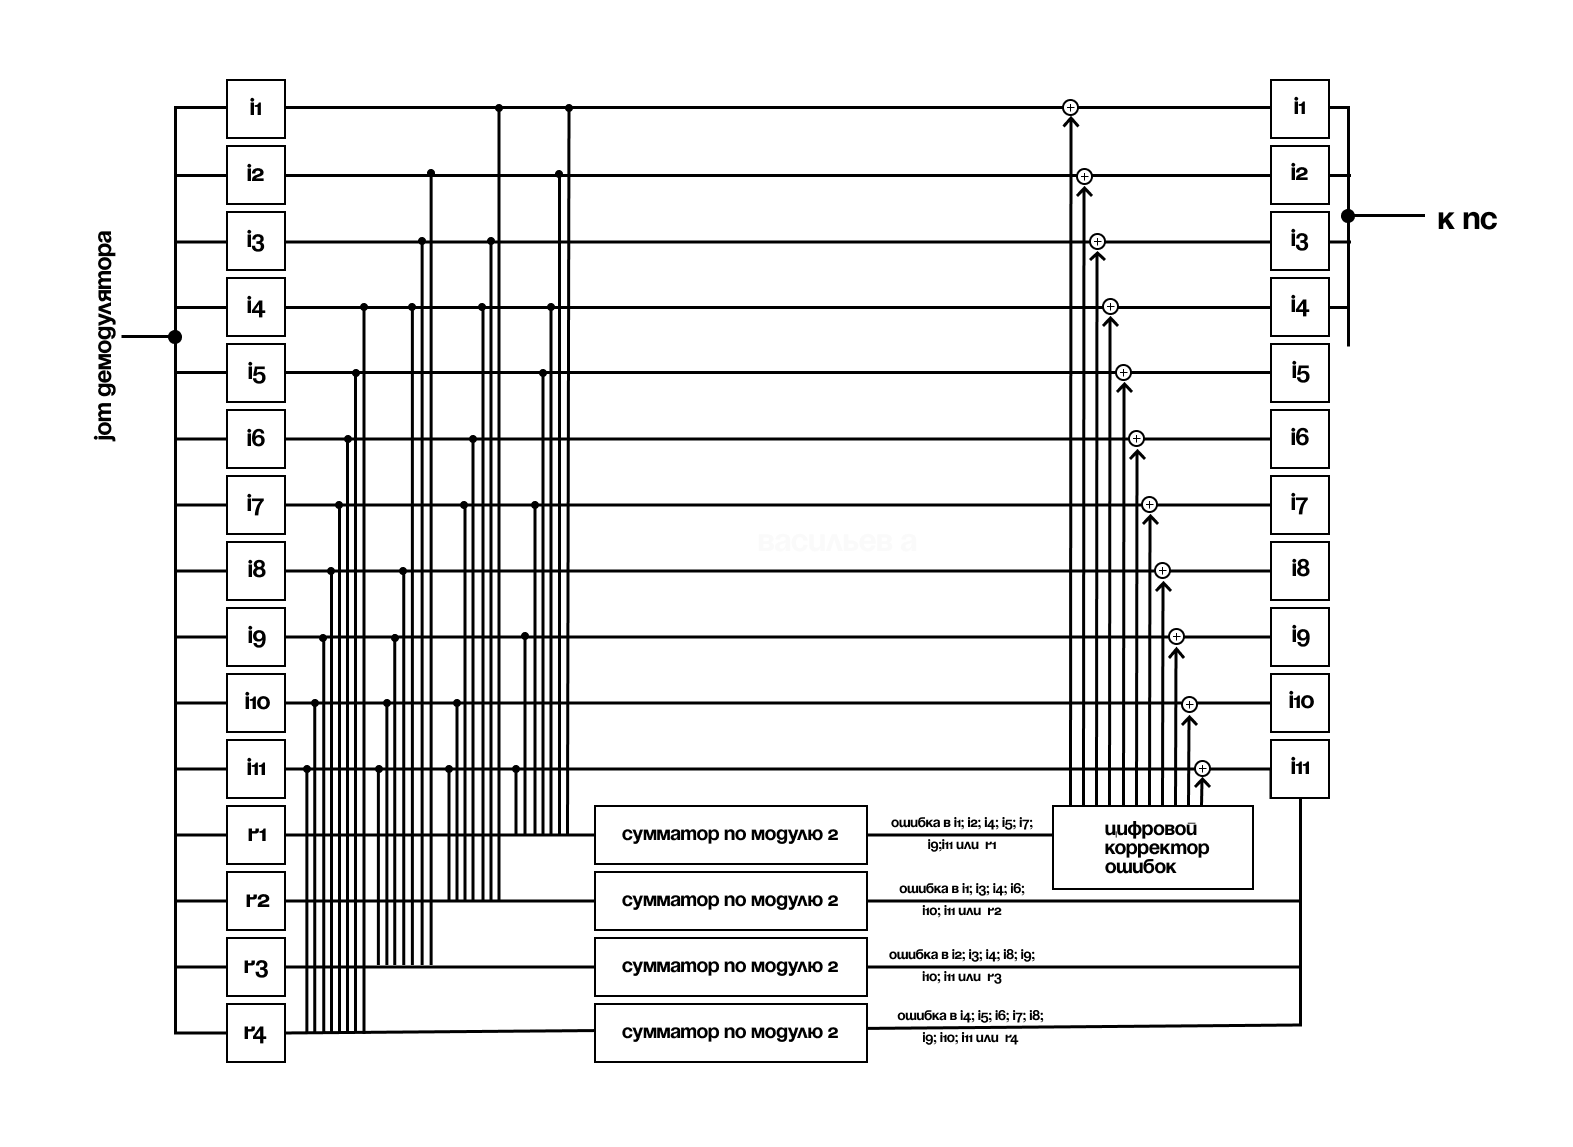 i1
i1
i2
i2
к пс
i3
i3
jот демодулятора
i4
i4
i5
i5
i6
i6
i7
i7
васильев а
i8
i8
i9
i9
i10
i10
i11
i11
r1
сумматор по модулю 2
ошибка в i1; i2; i4; i5; i7;
i9;i11 или r1
цифровой
корректор
ошибок
r2
сумматор по модулю 2
ошибка в i1; i3; i4; i6;
i10; i11 или r2
r3
сумматор по модулю 2
ошибка в i2; i3; i4; i8; i9;
i10; i11 или r3
r4
сумматор по модулю 2
ошибка в i4; i5; i6; i7; i8;
i9; i10; i11 или r4